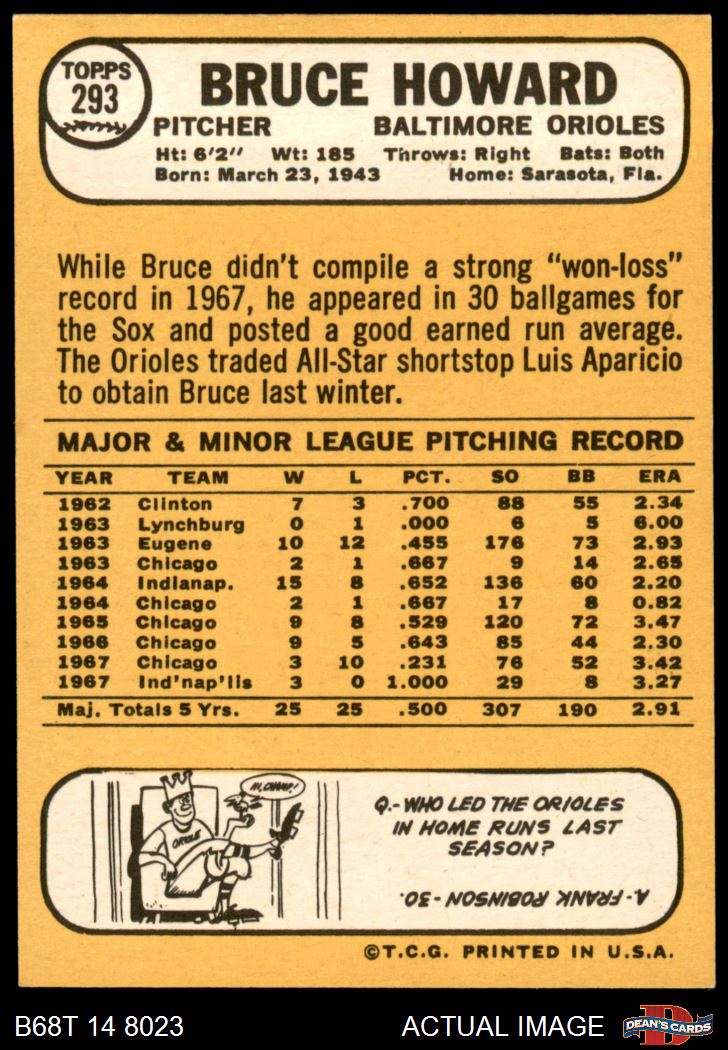 TOPPS
293
BRUCE HOWARD
PITCHER BALTIMORE ORIOLES
Ht: 6'2" Wt: 185 Throws: Right Bats: Both
Born: March 23, 1943 Home: Sarasota, Fla.
While Bruce didn't compile a strong "won-loss"
record in 1967, he appeared in 30 ballgames for
the Sox and posted a good earned run average.
The Orioles traded All-Star shortstop Luis Aparicio
to obtain Bruce last winter.
MAJOR & MINOR LEAGUE PITCHING RECORD
YEAR TEAM W L PCT. SO BB ERA
1962 Clinton 7 3 .700 88 55 2.34
1963 Lynchburg 0 1 .000 6 5 6.00
1963 Eugene 10 12 .455 176 73 2.93
1963 Chicago 2 1 .667 9 14 2.65
1964 Indianap. 15 8 .652 136 60 2.20
1964 Chicago 2 1 .667 17 8 0.82
1965 Chicago 9 8 .529 120 72 3.47
1966 Chicago 9 5 .643 85 44 2.30
1967 Chicago 3 10 .231 76 52 3.42
1967 Ind'nap'lis 3 0 1.000 29 8 3.27
Maj. Totals 5 Yrs. 25 25 .500 307 190 2.91
HI, CHAMP!
ORIOLE
Q.-WHO LED THE ORIOLES
IN HOME RUNS LAST
SEASON?
A.-FRANK ROBINSON-30.
©T.C.G. PRINTED IN U.S.A.
B68T 14 8023 ACTUAL IMAGE
D
DEAN'S CARDS